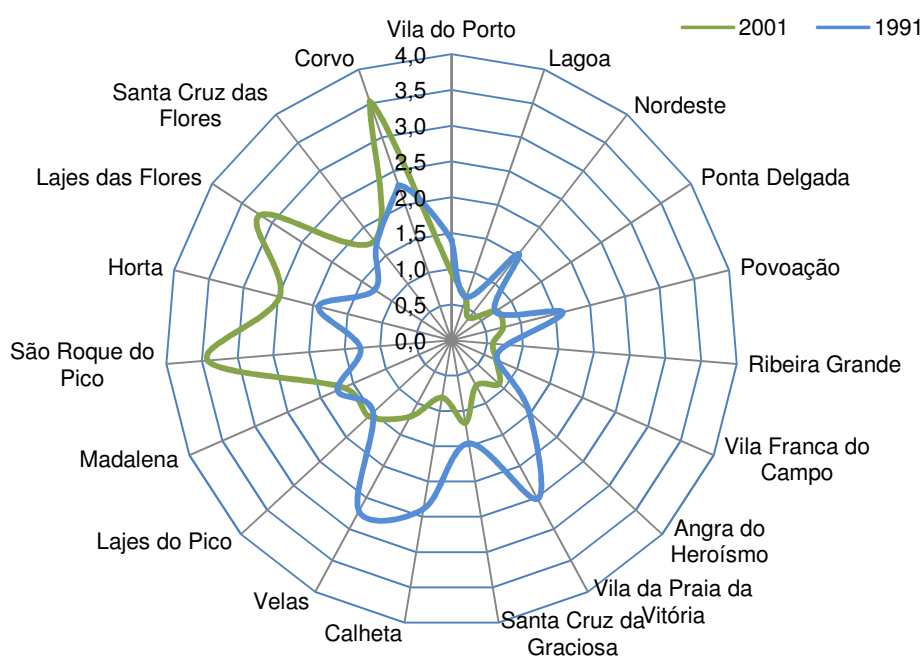 2001
1991
Vila do Porto
Lagoa
Nordeste
Ponta Delgada
Povoação
Ribeira Grande
Vila Franca do
Campo
Angra do
Heroísmo
Vila da Praia da
Vitória
Santa Cruz da
Graciosa
Calheta
Velas
Lajes do Pico
Madalena
São Roque do
Pico
Horta
Lajes das Flores
Santa Cruz das
Flores
Corvo
4,0
3,5
3,0
2,5
2,0
1,5
1,0
0,5
0,0